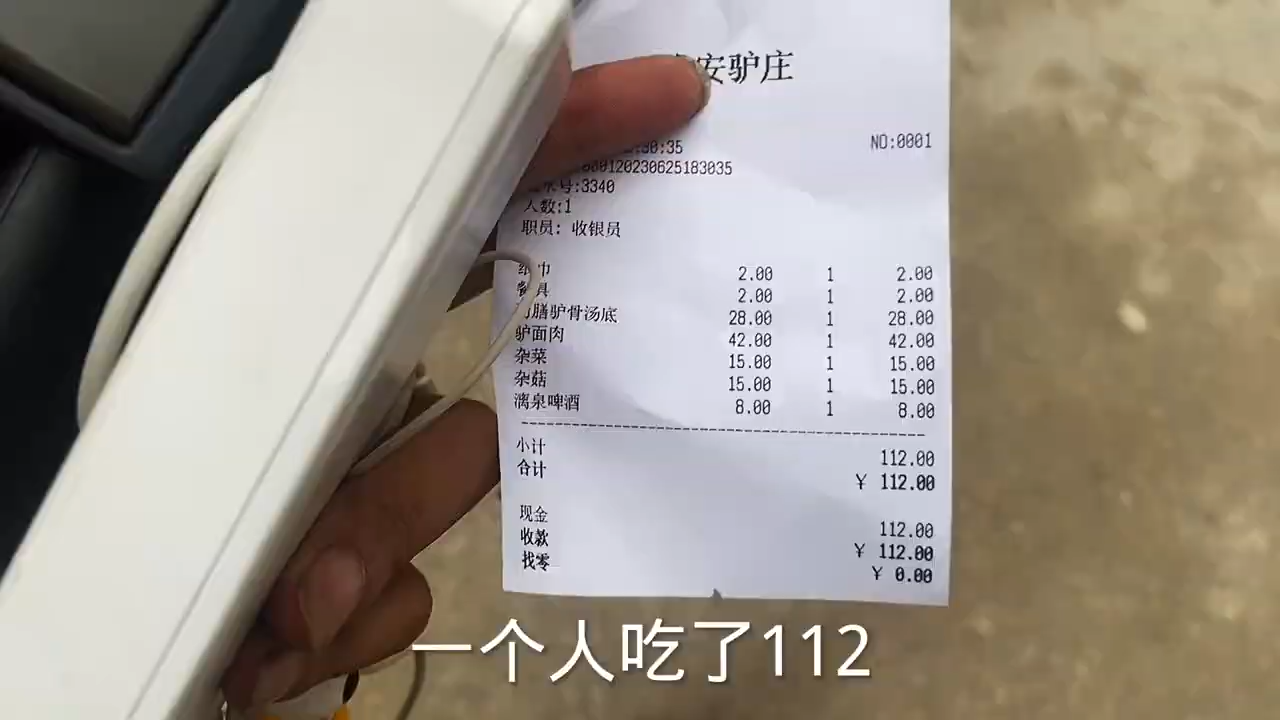 安驴庄
NO:0001
:30:35
00120230625183035
水号:3340
人数:1
职员: 收银员
纸巾 2.00 1 2.00
餐具 2.00 1 2.00
膳驴骨汤底 28.00 1 28.00
驴面肉 42.00 1 42.00
杂菜 15.00 1 15.00
杂菇 15.00 1 15.00
漓泉啤酒 8.00 1 8.00
小计 112.00
合计 ¥ 112.00
现金 112.00
收款 ¥ 112.00
找零 ¥ 0.00
一个人吃了112